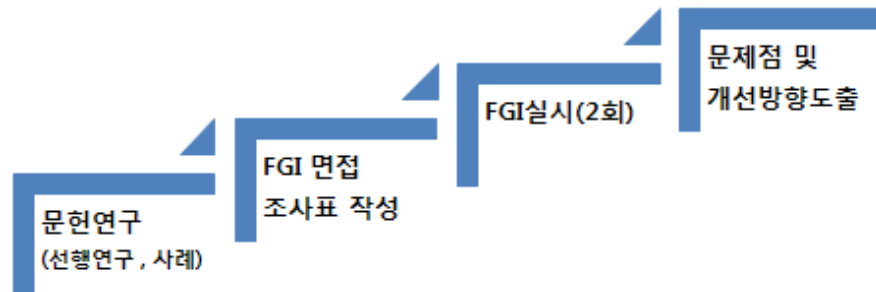 문헌연구
(선행연구 , 사례)
FGI 면접
조사표 작성
FGI실시(2회)
문제점 및
개선방향도출